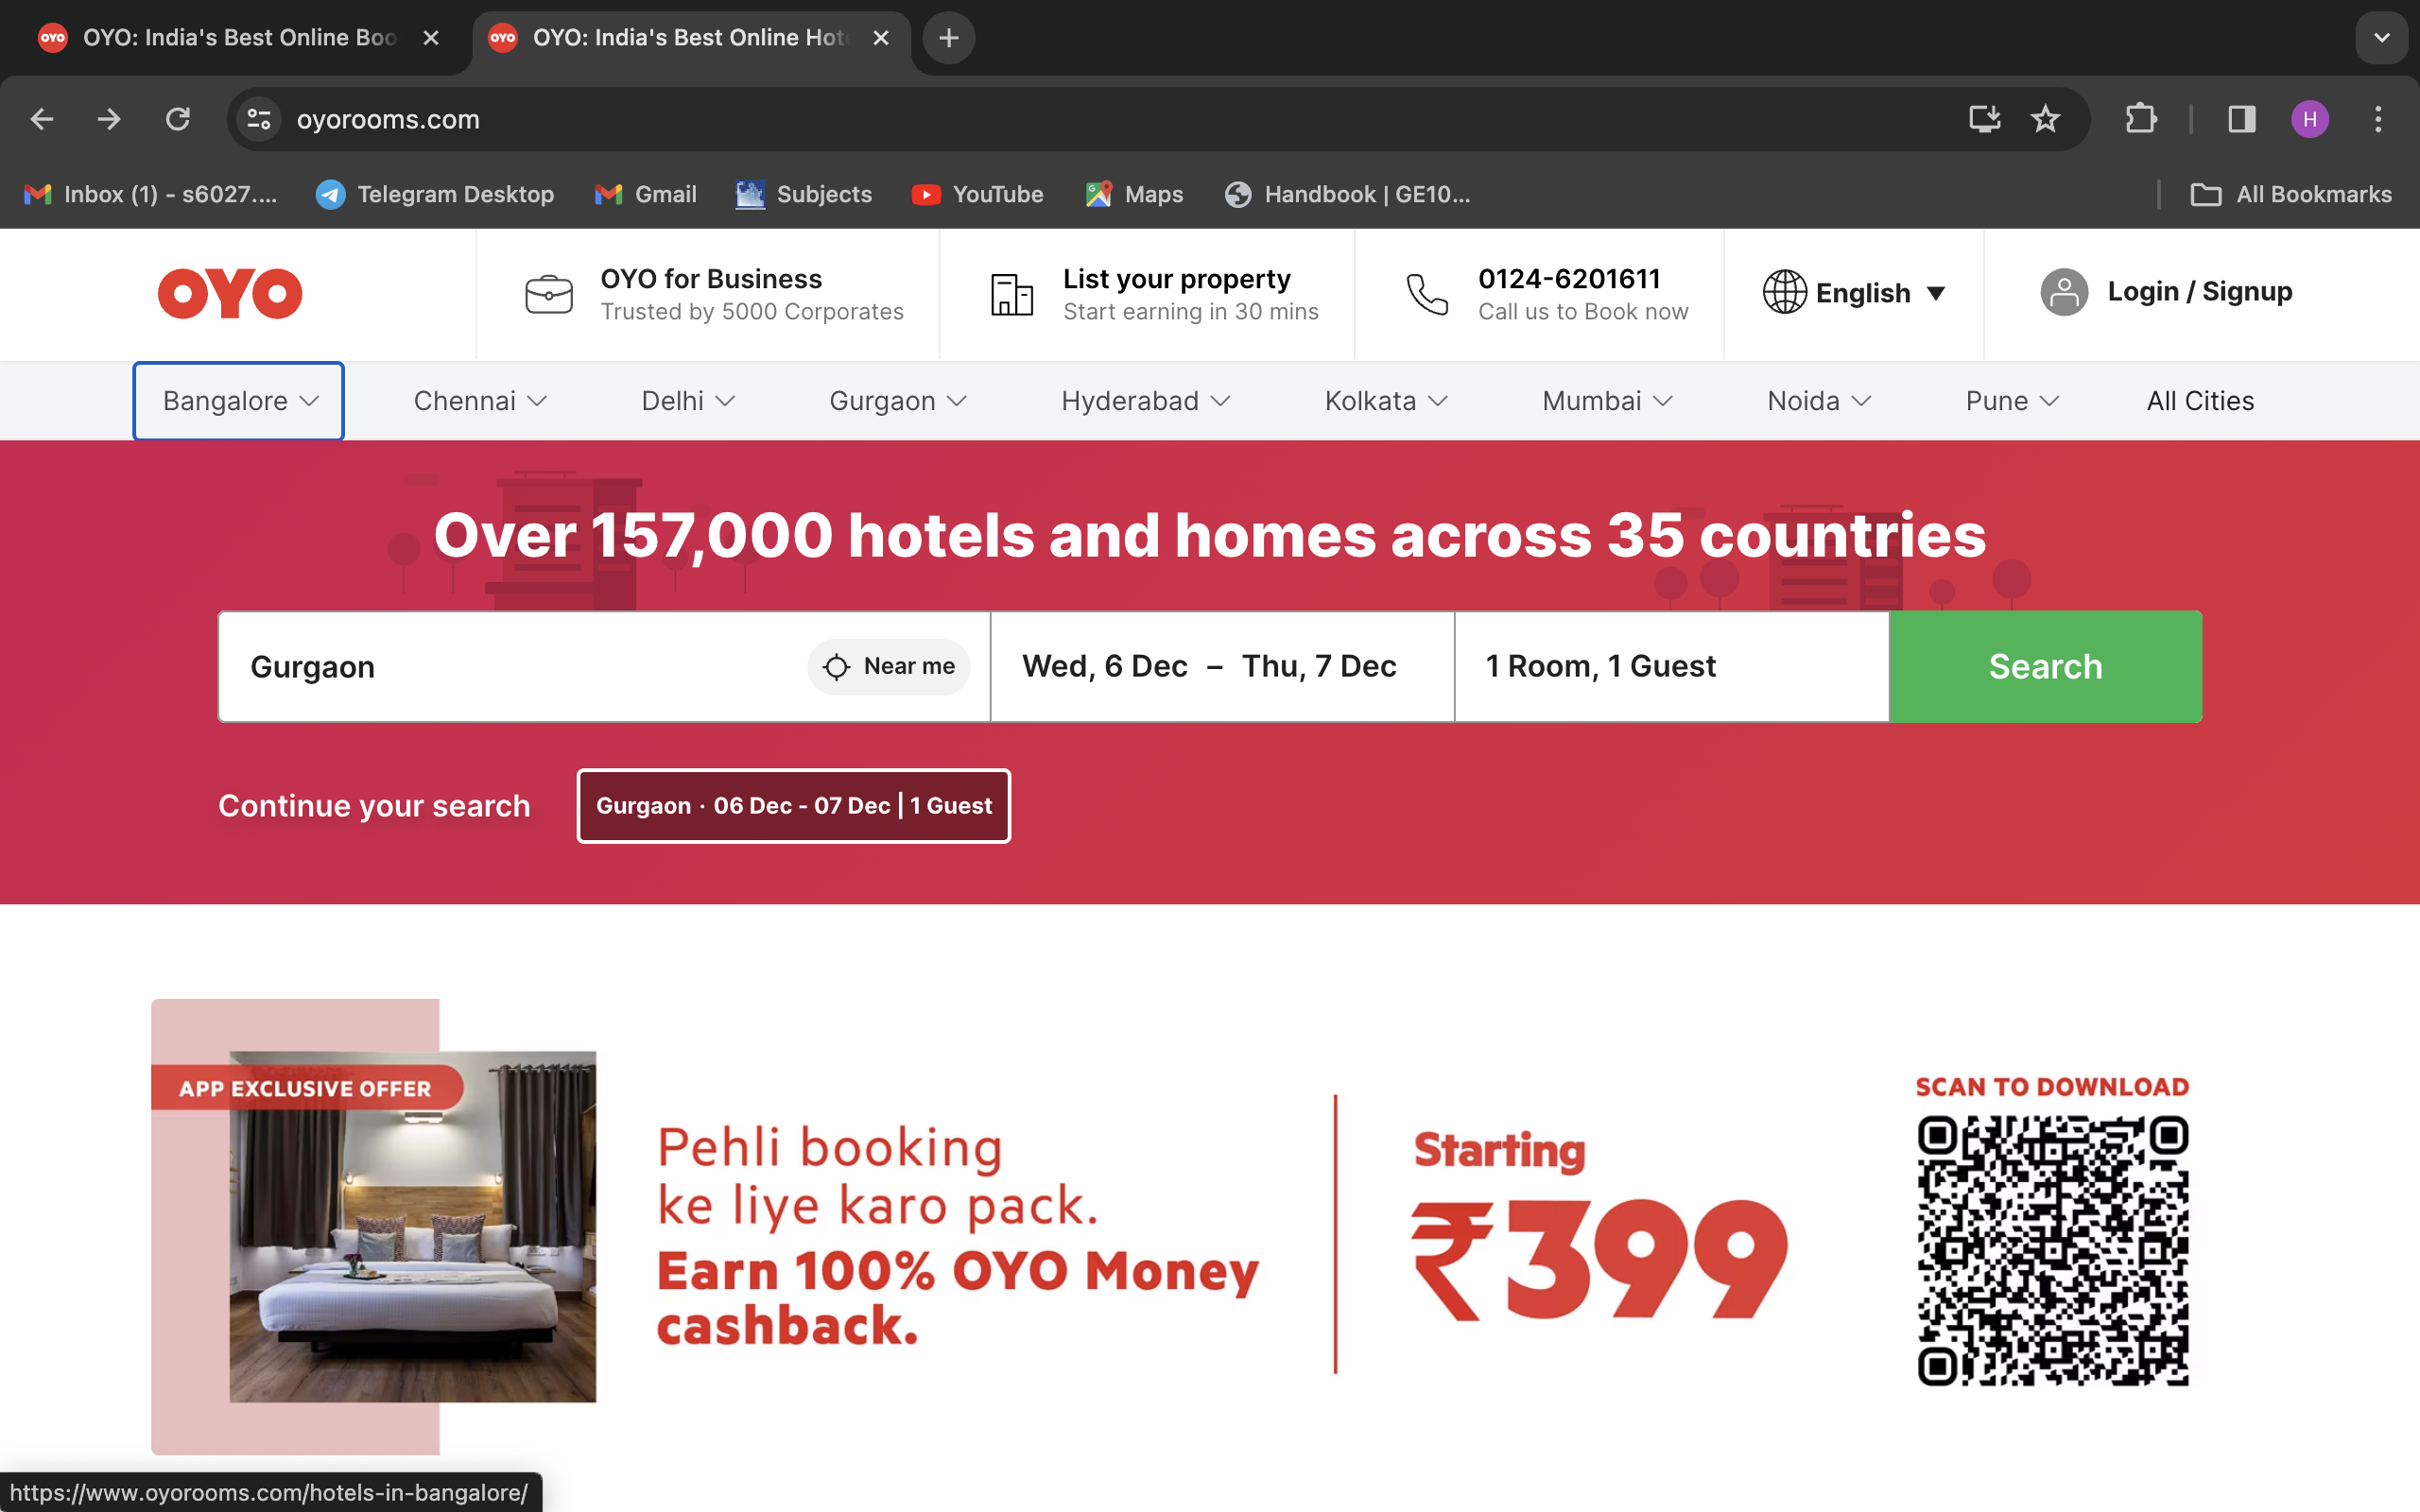 OYO: India's Best Online Boo
OYO: India's Best Online Hot
oyorooms.com
H
Inbox (1) - s6027....
Telegram Desktop
Gmail
Subjects
YouTube
Maps
Handbook | GE10...
All Bookmarks
OYO
OYO for Business
Trusted by 5000 Corporates
List your property
Start earning in 30 mins
0124-6201611
Call us to Book now
English
Login / Signup
Bangalore
Chennai
Delhi
Gurgaon
Hyderabad
Kolkata
Mumbai
Noida
Pune
All Cities
Over 157,000 hotels and homes across 35 countries
Gurgaon
Near me
Wed, 6 Dec – Thu, 7 Dec
1 Room, 1 Guest
Search
Continue your search
Gurgaon · 06 Dec - 07 Dec | 1 Guest
APP EXCLUSIVE OFFER
Pehli booking
ke liye karo pack.
Earn 100% OYO Money
cashback.
Starting
₹399
SCAN TO DOWNLOAD
https://www.oyorooms.com/hotels-in-bangalore/